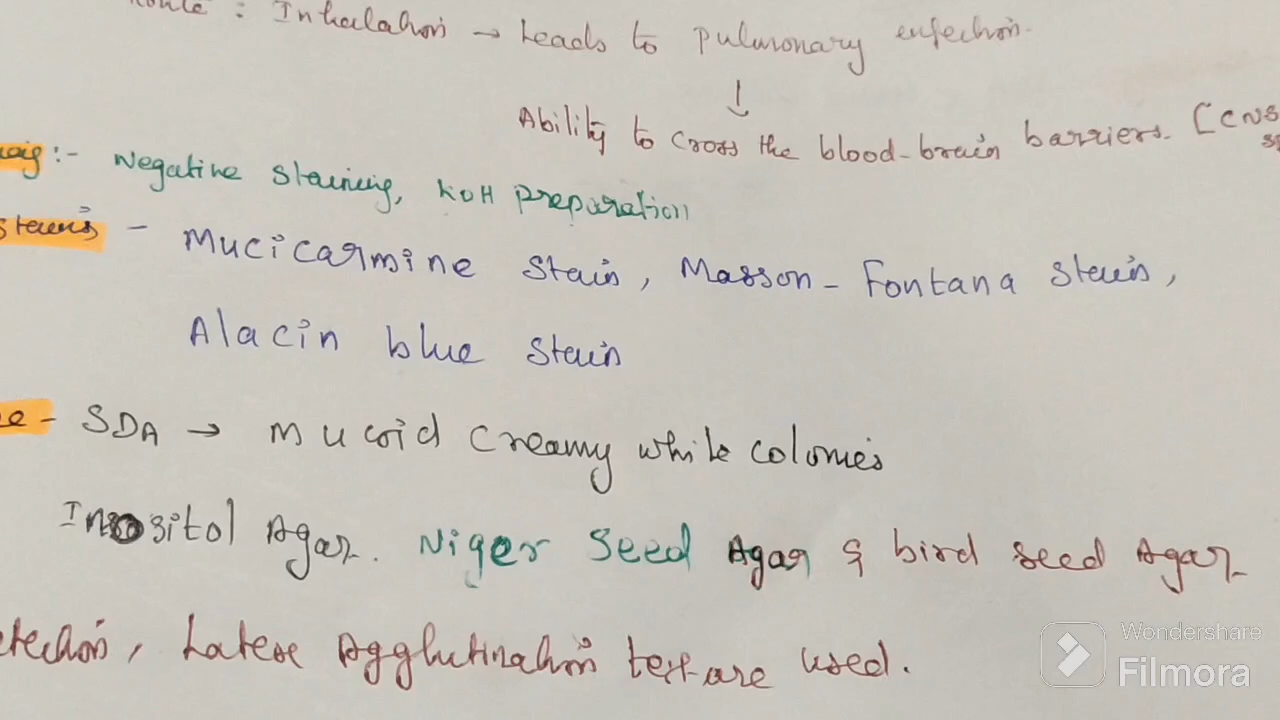 : Inhalation → Leads to pulmonary infection.
↓
Ability to cross the blood-brain barriers. [CNS
:- Negative Staining, KOH preparation
Stains - Mucicarmine Stain, Masson-Fontana Stain,
Alacin blue Stain
- SDA → Mucoid Creamy white colonies
Inositol Agar. Niger Seed Agar & bird seed Agar
, Latex Agglutination test are used.
Wondershare
Filmora